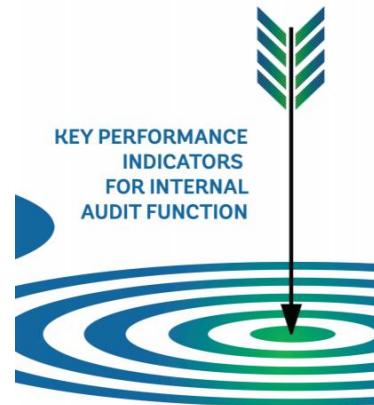 KEY PERFORMANCE
INDICATORS
FOR INTERNAL
AUDIT FUNCTION